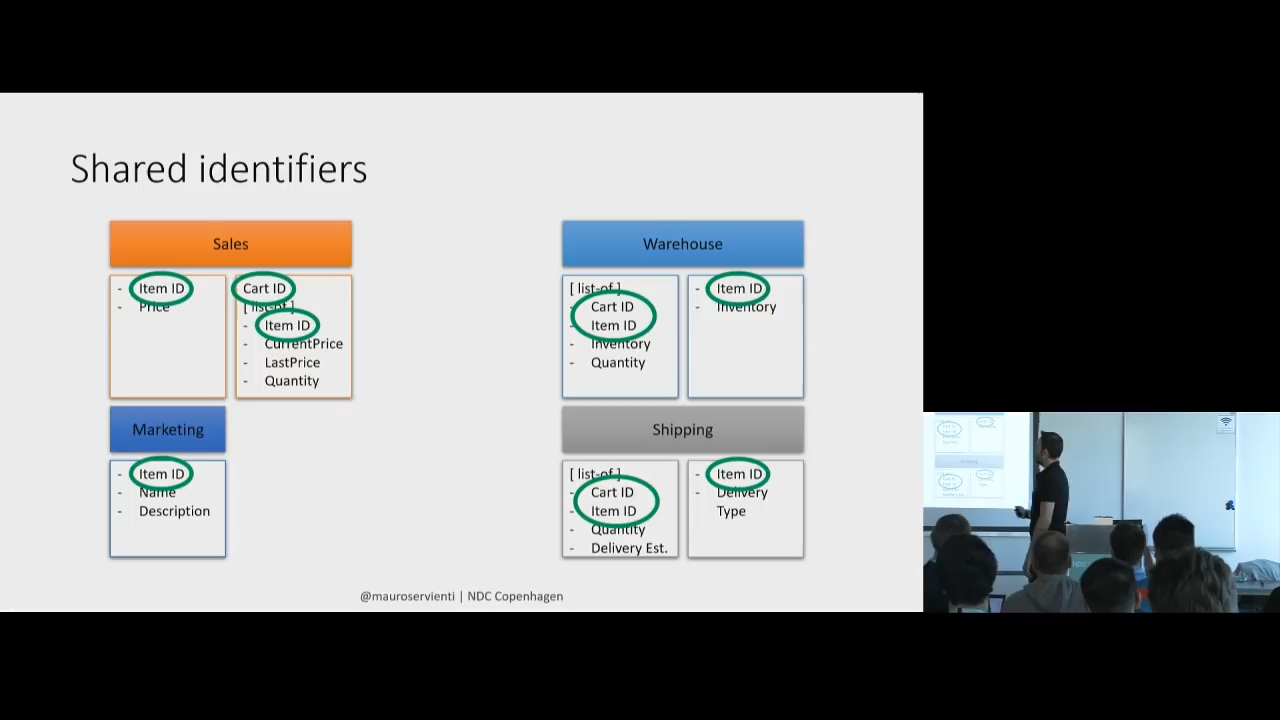 Shared identifiers
Sales
- Item ID
- Price
Cart ID
[ list-of ]
- Item ID
- CurrentPrice
- LastPrice
- Quantity
Marketing
- Item ID
- Name
- Description
Warehouse
[ list-of ]
- Cart ID
- Item ID
- Inventory
- Quantity
- Item ID
- Inventory
Shipping
[ list-of ]
- Cart ID
- Item ID
- Quantity
- Delivery Est.
- Item ID
- Delivery
Type
@mauroservienti | NDC Copenhagen